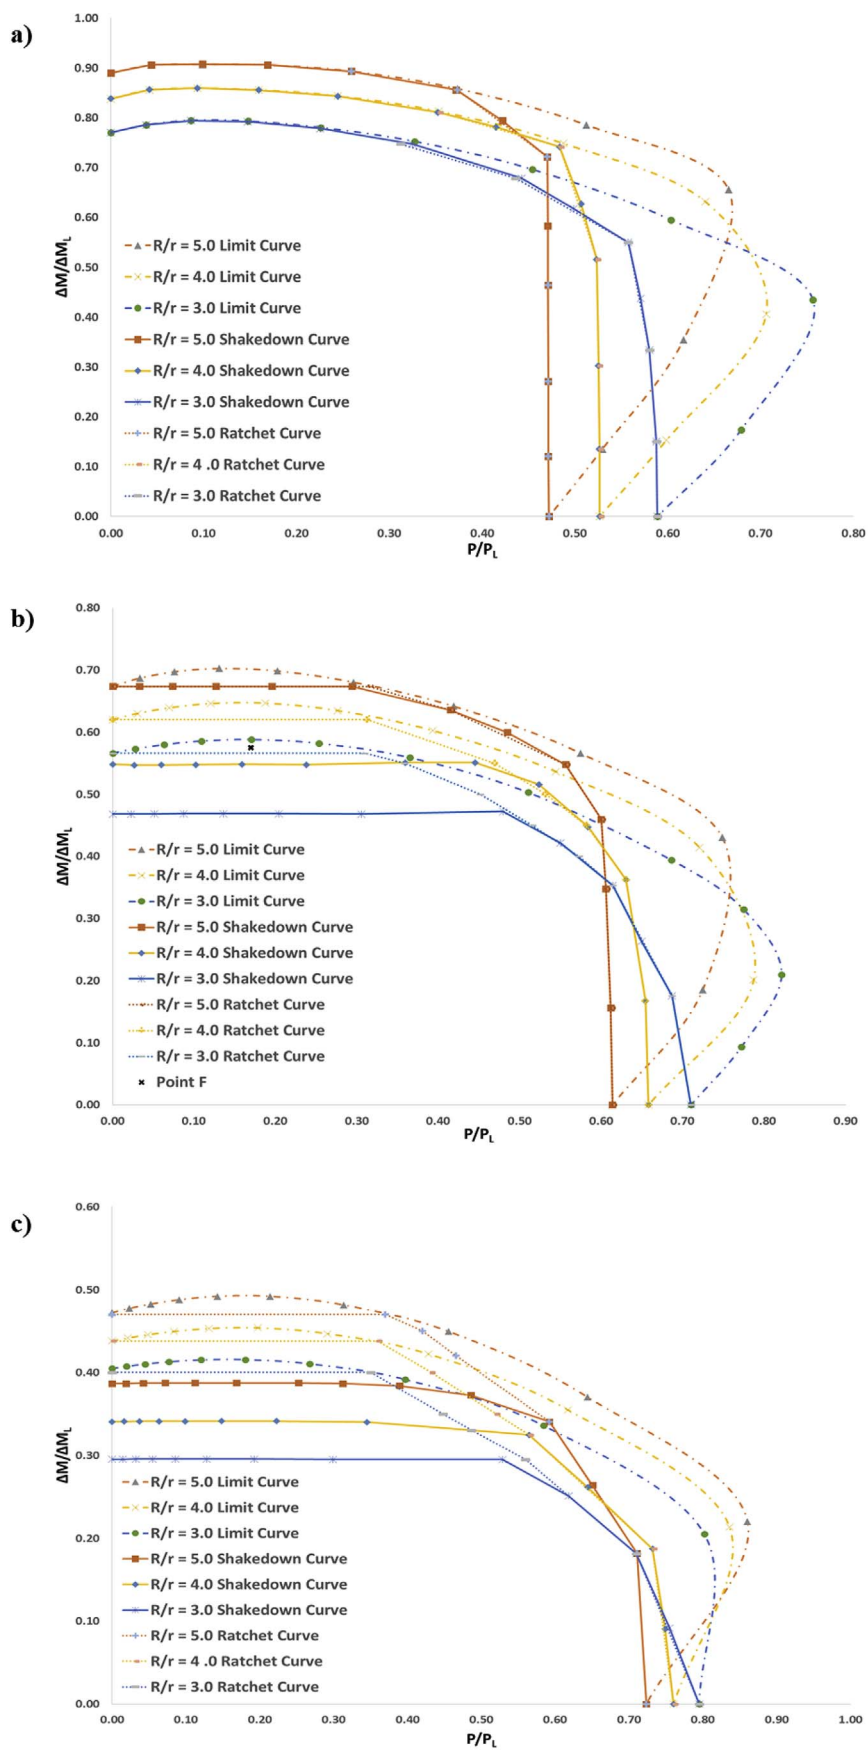 a)
1.00
0.90
0.80
0.70
0.60
0.50
0.40
0.30
0.20
0.10
0.00
ΔM/ΔM_L
R/r = 5.0 Limit Curve
R/r = 4.0 Limit Curve
R/r = 3.0 Limit Curve
R/r = 5.0 Shakedown Curve
R/r = 4.0 Shakedown Curve
R/r = 3.0 Shakedown Curve
R/r = 5.0 Ratchet Curve
R/r = 4 .0 Ratchet Curve
R/r = 3.0 Ratchet Curve
0.00 0.10 0.20 0.30 0.40 0.50 0.60 0.70 0.80
P/P_L
b)
0.80
0.70
0.60
0.50
0.40
0.30
0.20
0.10
0.00
ΔM/ΔM_L
R/r = 5.0 Limit Curve
R/r = 4.0 Limit Curve
R/r = 3.0 Limit Curve
R/r = 5.0 Shakedown Curve
R/r = 4.0 Shakedown Curve
R/r = 3.0 Shakedown Curve
R/r = 5.0 Ratchet Curve
R/r = 4.0 Ratchet Curve
R/r = 3.0 Ratchet Curve
Point F
0.00 0.10 0.20 0.30 0.40 0.50 0.60 0.70 0.80 0.90
P/P_L
c)
0.60
0.50
0.40
0.30
0.20
0.10
0.00
ΔM/ΔM_L
R/r = 5.0 Limit Curve
R/r = 4.0 Limit Curve
R/r = 3.0 Limit Curve
R/r = 5.0 Shakedown Curve
R/r = 4.0 Shakedown Curve
R/r = 3.0 Shakedown Curve
R/r = 5.0 Ratchet Curve
R/r = 4 .0 Ratchet Curve
R/r = 3.0 Ratchet Curve
0.00 0.10 0.20 0.30 0.40 0.50 0.60 0.70 0.80 0.90 1.00
P/P_L